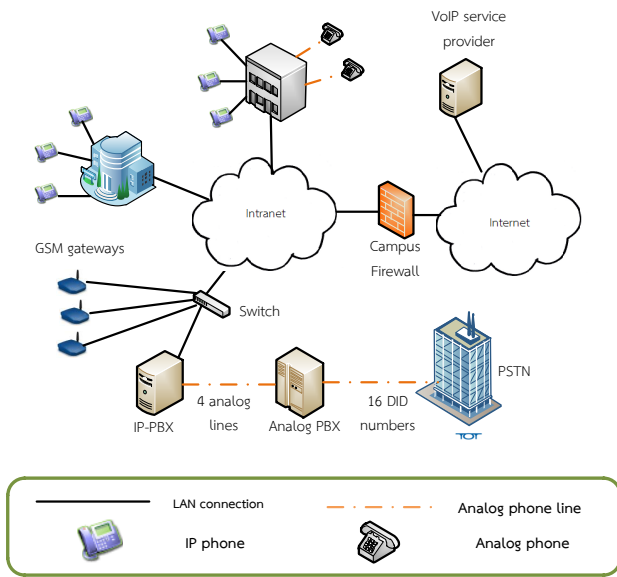 VoIP service
provider
Intranet
Internet
Campus
Firewall
GSM gateways
Switch
PSTN
4 analog
lines
16 DID
numbers
IP-PBX
Analog PBX
TOT
LAN connection
Analog phone line
IP phone
Analog phone